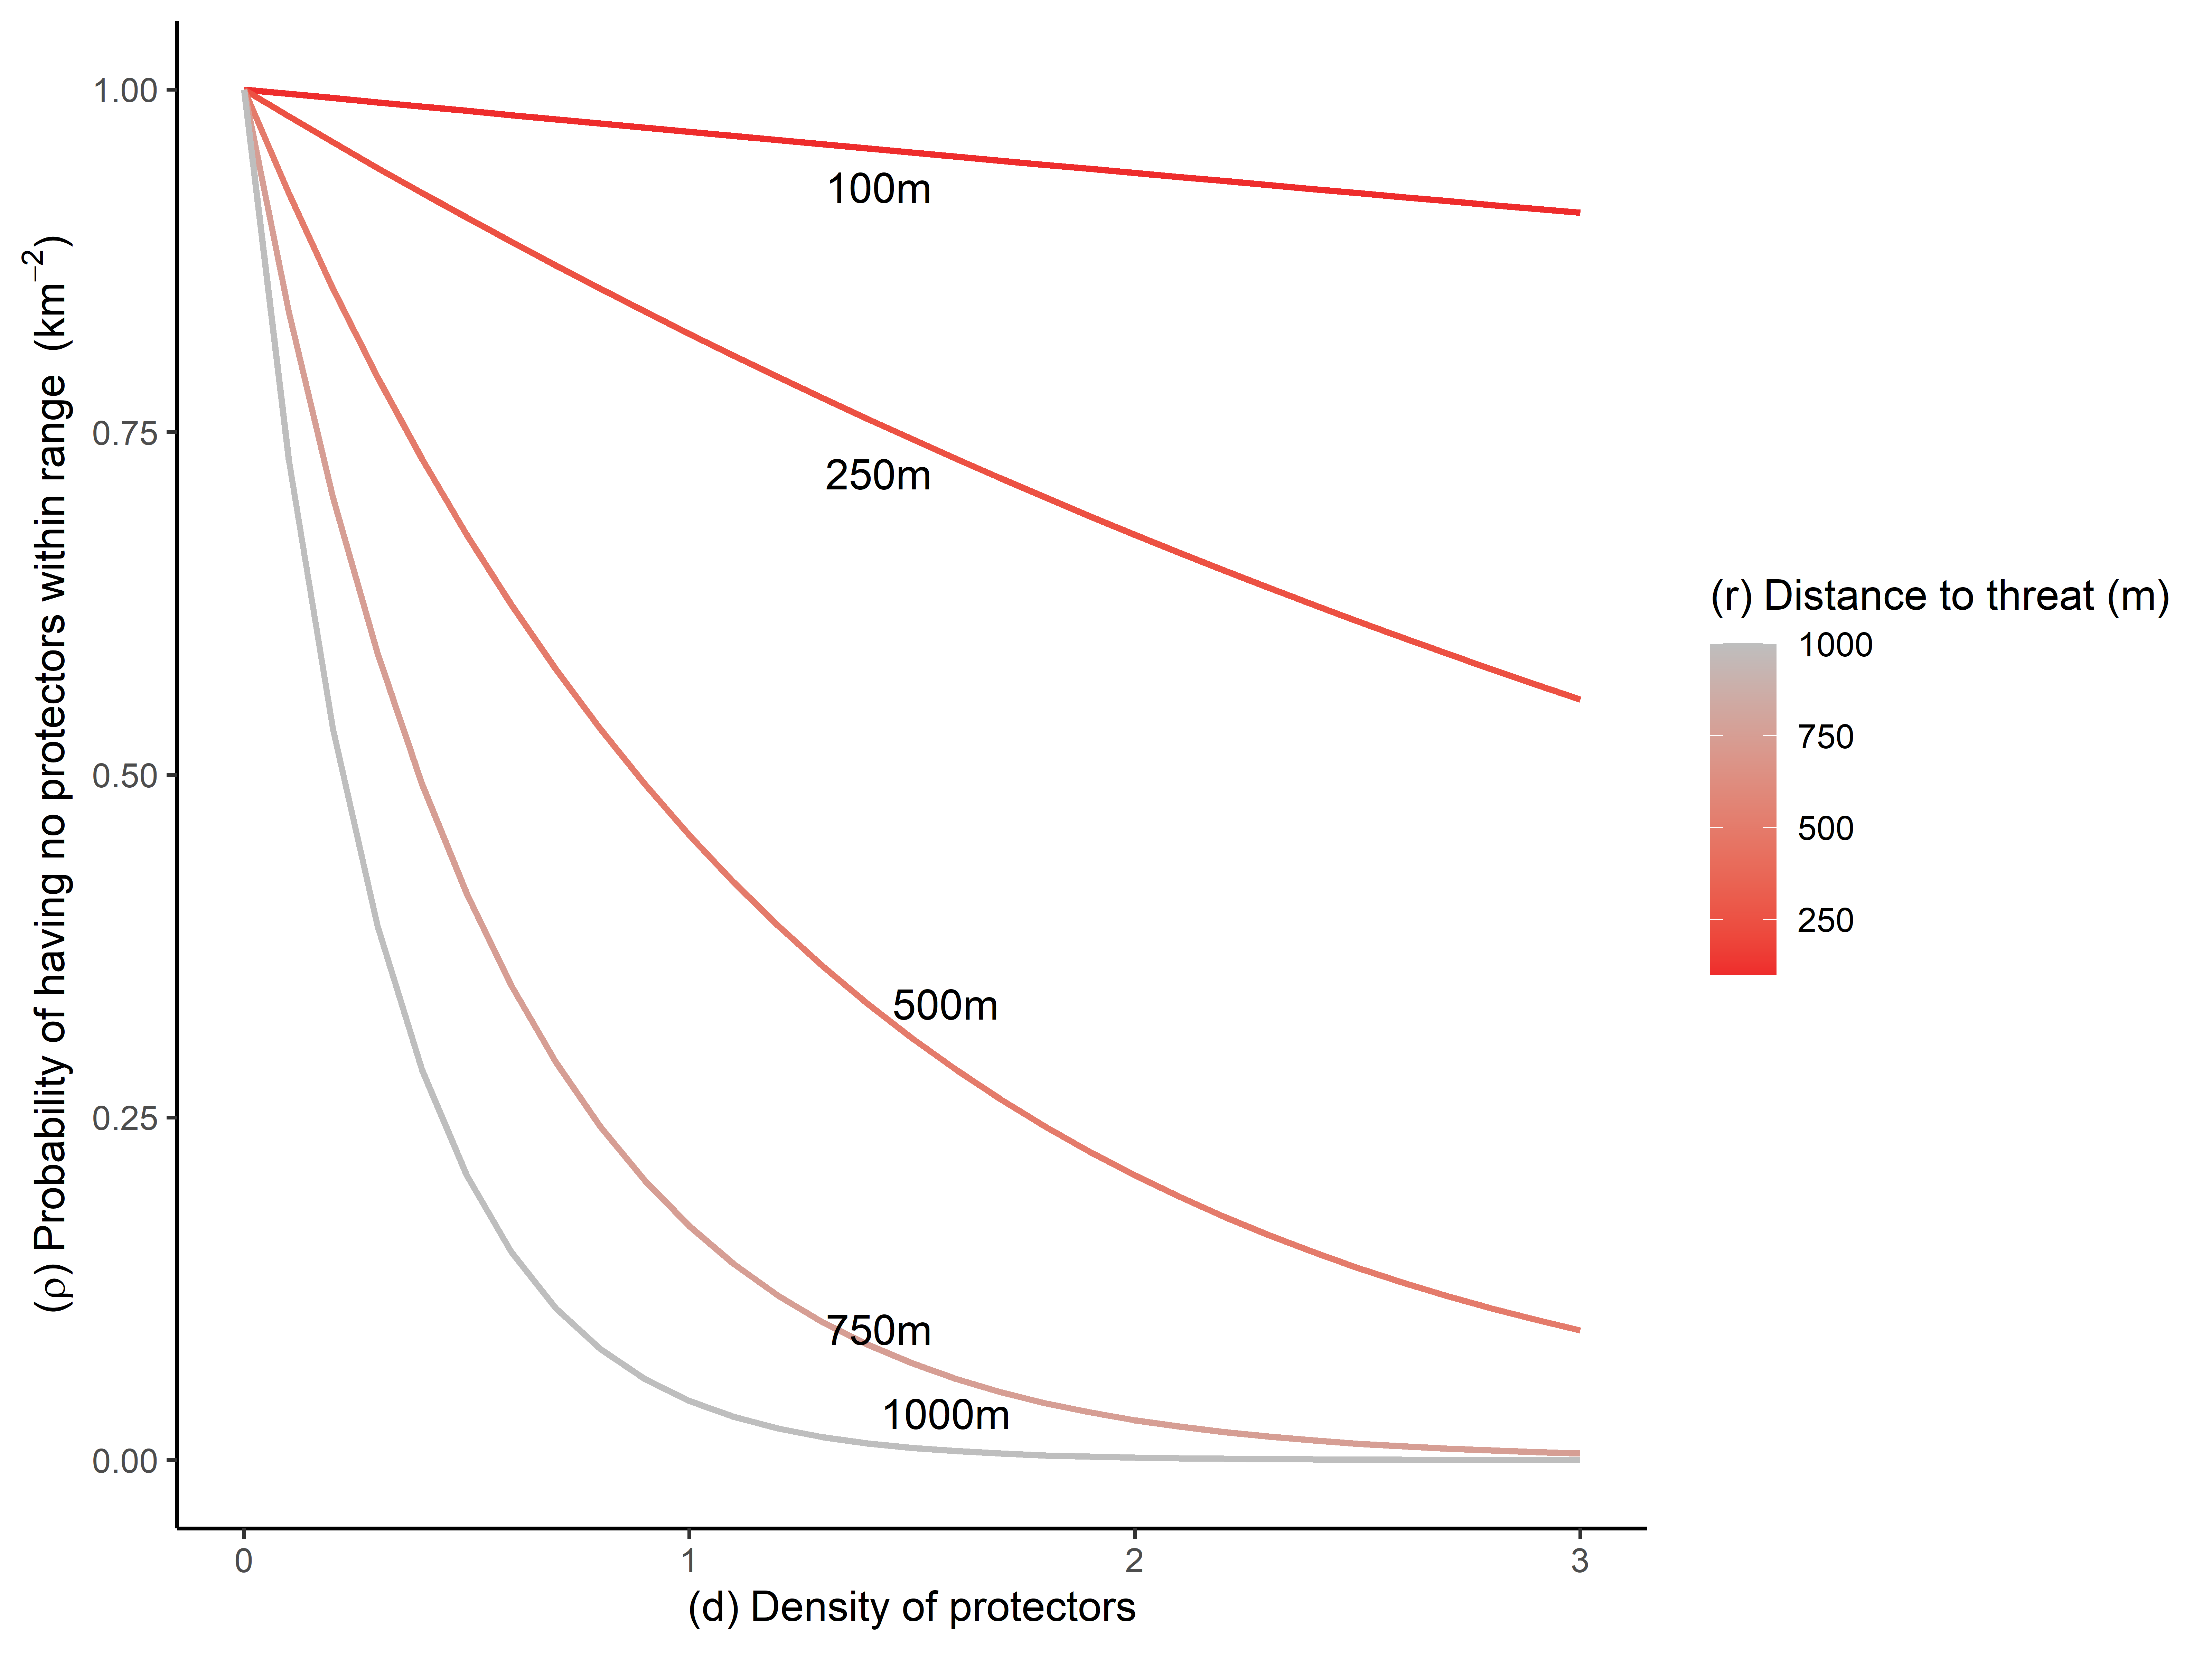 (ρ) Probability of having no protectors within range (km⁻²)
1.00
0.75
0.50
0.25
0.00
100m
250m
500m
750m
1000m
0
1
2
3
(d) Density of protectors
(r) Distance to threat (m)
1000
750
500
250